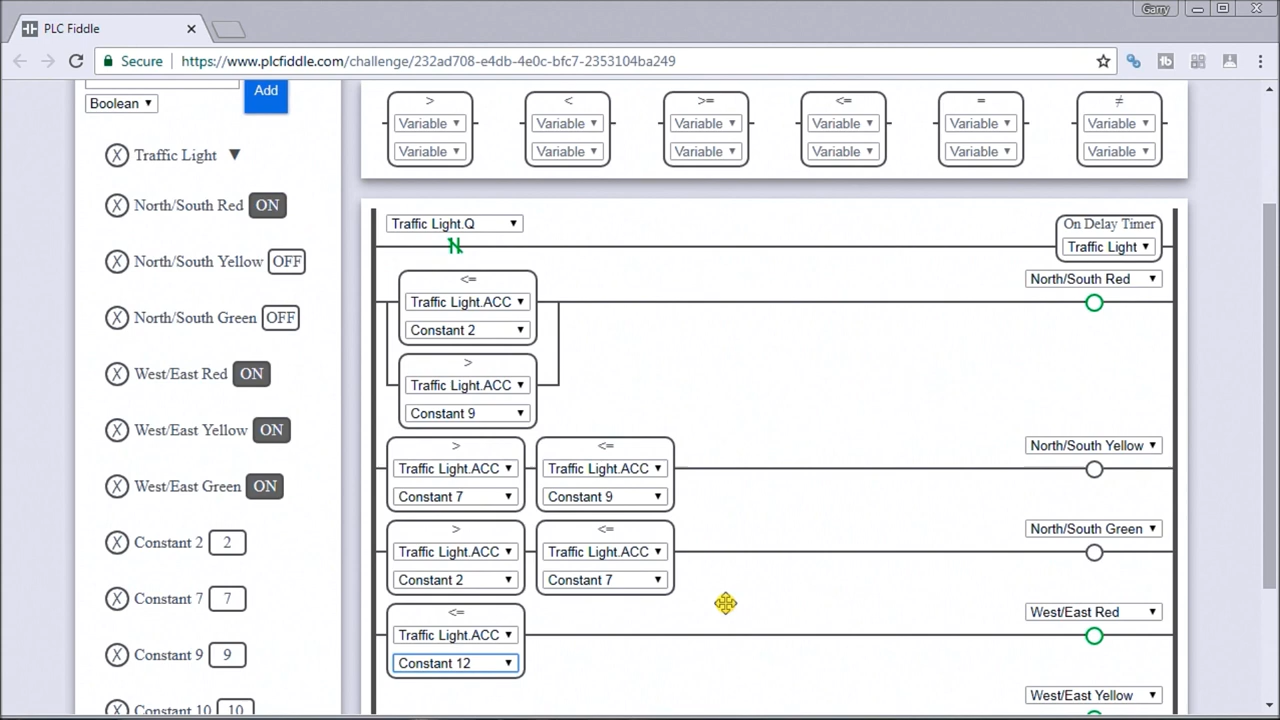 Garry
PLC Fiddle
Secure https://www.plcfiddle.com/challenge/232ad708-e4db-4e0c-bfc7-2353104ba249
Boolean Add
> < >= <= = ≠
Variable Variable Variable Variable Variable Variable
Variable Variable Variable Variable Variable Variable
Traffic Light
North/South Red ON
North/South Yellow OFF
North/South Green OFF
West/East Red ON
West/East Yellow ON
West/East Green ON
Constant 2 2
Constant 7 7
Constant 9 9
Constant 10 10
Traffic Light.Q
On Delay Timer
Traffic Light
<=
Traffic Light.ACC
Constant 2
North/South Red
>
Traffic Light.ACC
Constant 9
> <=
Traffic Light.ACC Traffic Light.ACC
Constant 7 Constant 9
North/South Yellow
> <=
Traffic Light.ACC Traffic Light.ACC
Constant 2 Constant 7
North/South Green
<=
Traffic Light.ACC
Constant 12
West/East Red
West/East Yellow